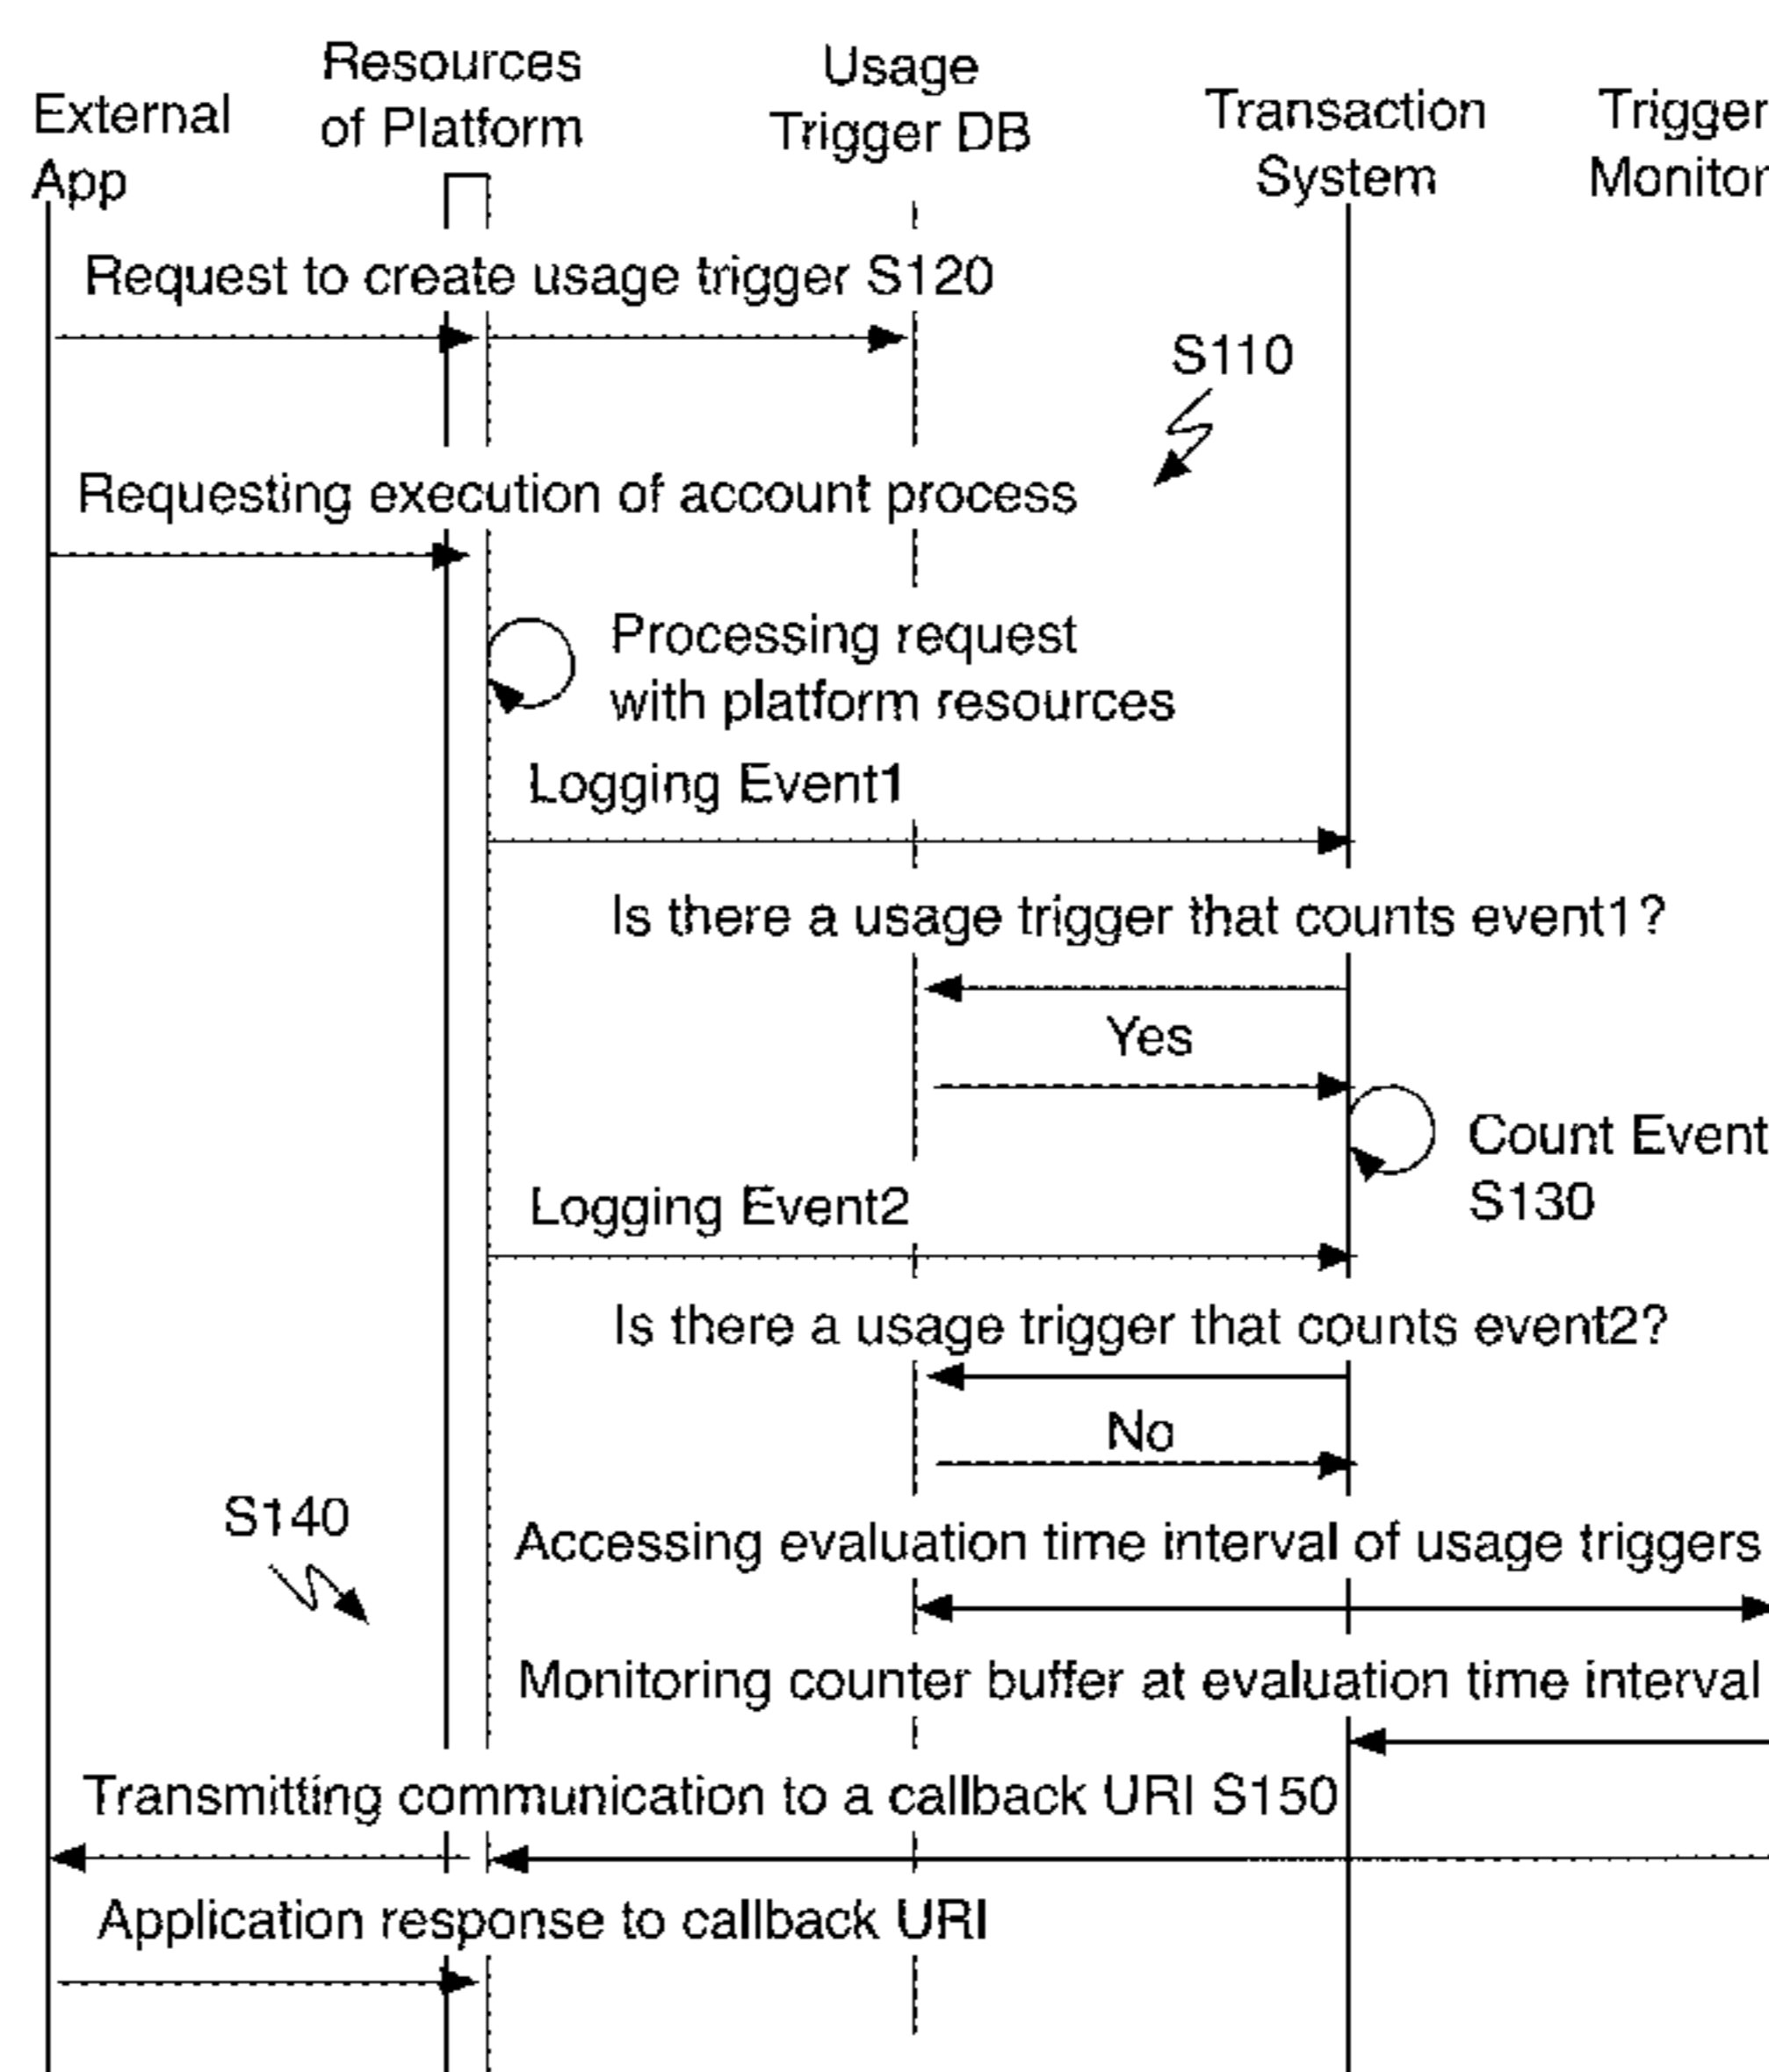 External
App
Resources
of Platform
Usage
Trigger DB
Transaction
System
Trigger
Monitor
Request to create usage trigger S120
S110
Requesting execution of account process
Processing request
with platform resources
Logging Event1
Is there a usage trigger that counts event1?
Yes
Count Event
S130
Logging Event2
Is there a usage trigger that counts event2?
No
S140
Accessing evaluation time interval of usage triggers
Monitoring counter buffer at evaluation time interval
Transmitting communication to a callback URI S150
Application response to callback URI